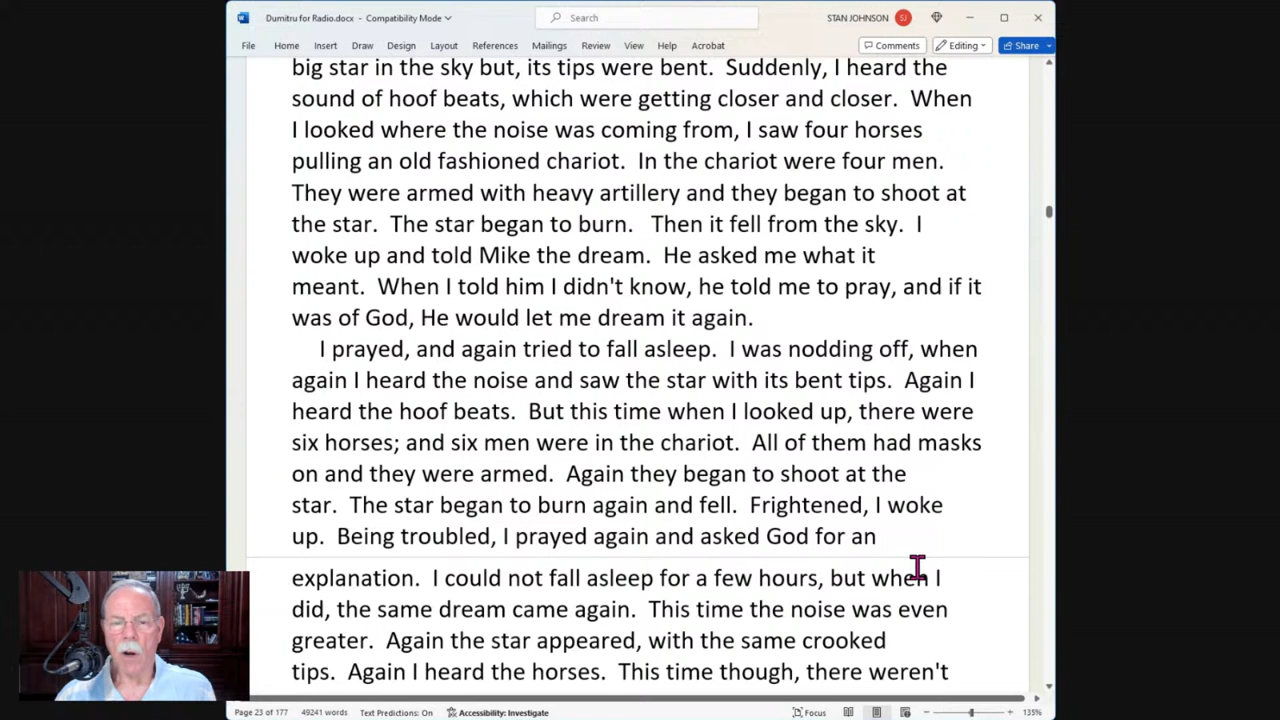 Dumitru for Radio.docx - Compatibility Mode
Search
STAN JOHNSON SJ
File Home Insert Draw Design Layout References Mailings Review View Help Acrobat Comments Editing Share
big star in the sky but, its tips were bent. Suddenly, I heard the
sound of hoof beats, which were getting closer and closer. When
I looked where the noise was coming from, I saw four horses
pulling an old fashioned chariot. In the chariot were four men.
They were armed with heavy artillery and they began to shoot at
the star. The star began to burn. Then it fell from the sky. I
woke up and told Mike the dream. He asked me what it
meant. When I told him I didn't know, he told me to pray, and if it
was of God, He would let me dream it again.
I prayed, and again tried to fall asleep. I was nodding off, when
again I heard the noise and saw the star with its bent tips. Again I
heard the hoof beats. But this time when I looked up, there were
six horses; and six men were in the chariot. All of them had masks
on and they were armed. Again they began to shoot at the
star. The star began to burn again and fell. Frightened, I woke
up. Being troubled, I prayed again and asked God for an
explanation. I could not fall asleep for a few hours, but when I
did, the same dream came again. This time the noise was even
greater. Again the star appeared, with the same crooked
tips. Again I heard the horses. This time though, there weren't
Page 23 of 177 49241 words Text Predictions: On Accessibility: Investigate Focus 135%